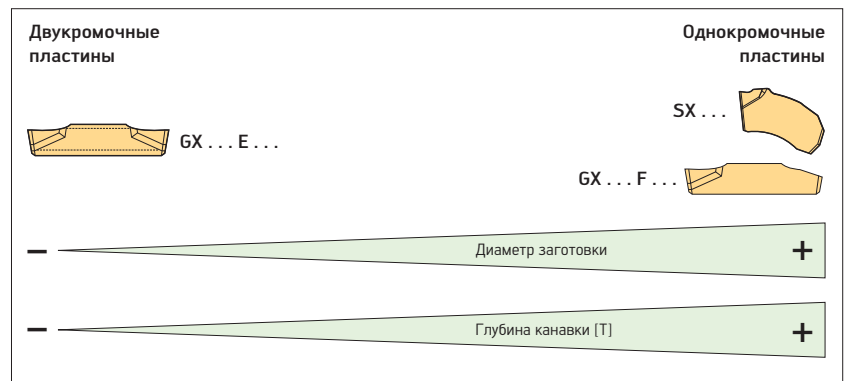 Двукромочные
пластины
Однокромочные
пластины
SX . . .
GX . . . E . . .
GX . . . F . . .
– Диаметр заготовки +
– Глубина канавки [T] +